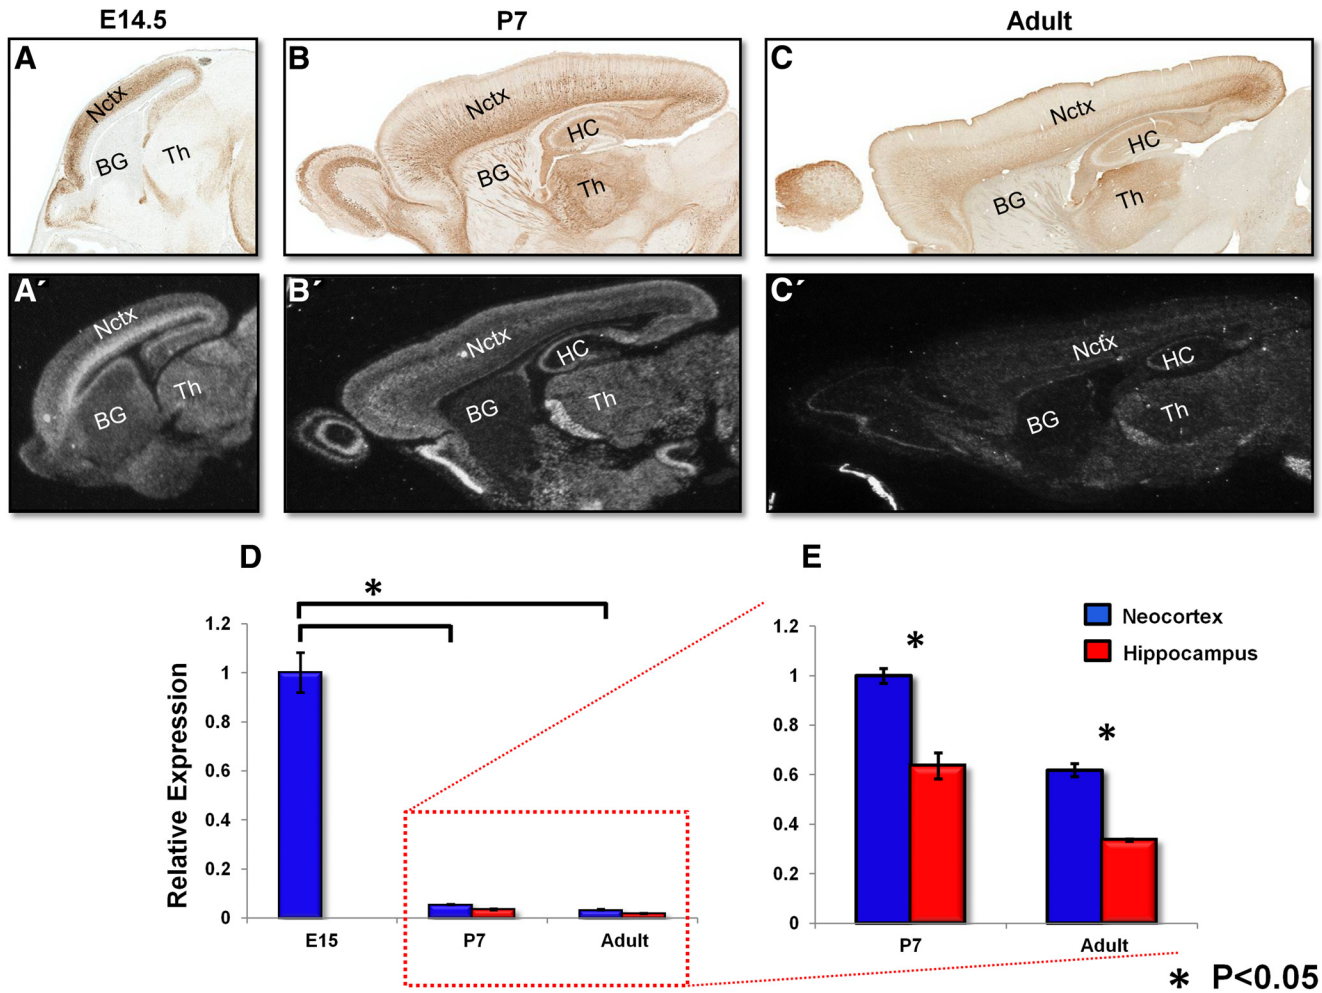 E14.5
P7
Adult
A
Nctx
BG
Th
B
Nctx
HC
BG
Th
C
Nctx
HC
BG
Th
A´
Nctx
BG
Th
B´
Nctx
HC
BG
Th
C´
Nctx
HC
BG
Th
D
*
Relative Expression
1.2
1
0.8
0.6
0.4
0.2
0
E15
P7
Adult
E
Neocortex
Hippocampus
1.2
1
0.8
0.6
0.4
0.2
0
*
*
P7
Adult
* P<0.05